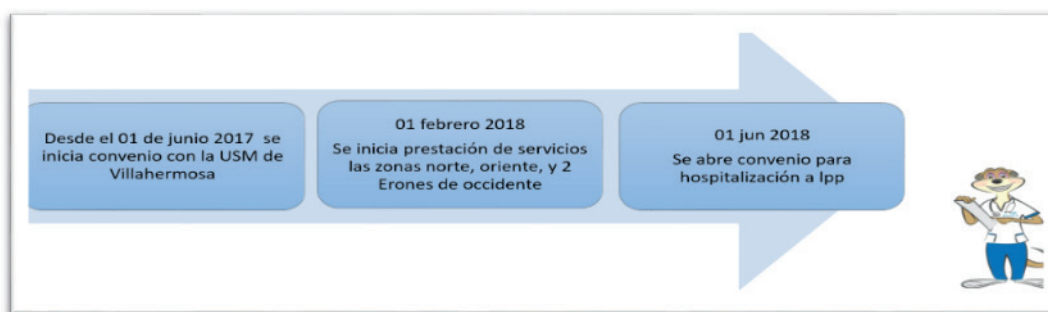 Desde el 01 de junio 2017 se
inicia convenio con la USM de
Villahermosa
01 febrero 2018
Se inicia prestación de servicios
las zonas norte, oriente, y 2
Erones de occidente
01 jun 2018
Se abre convenio para
hospitalización a Ipp